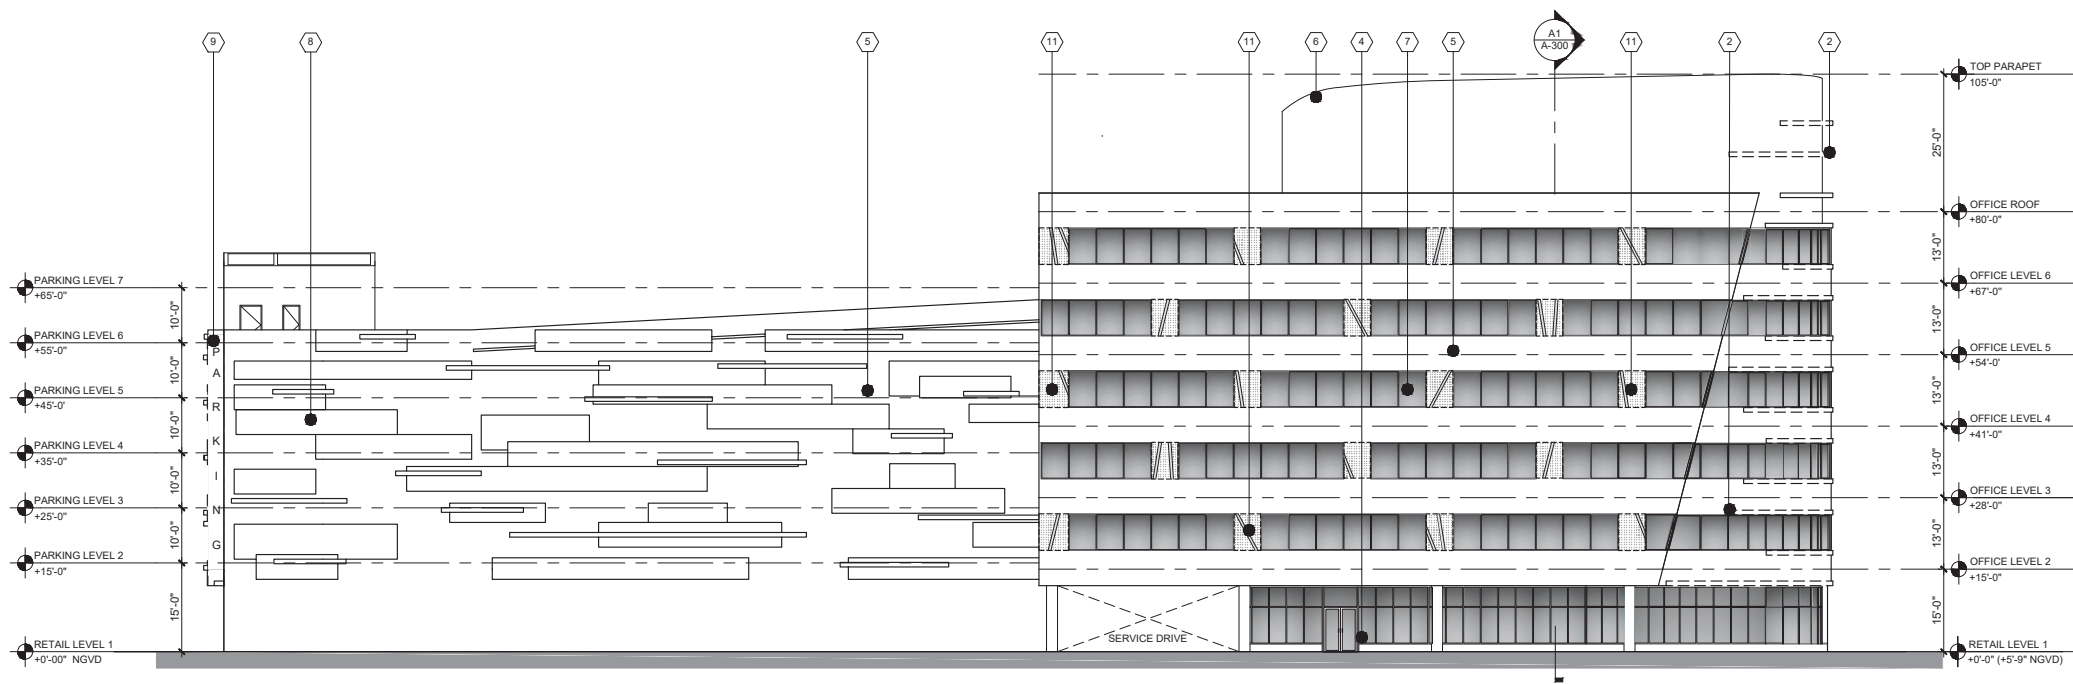 9
8
5
11
11
6
4
7
5
A1
A-300
11
2
2
TOP PARAPET
105'-0"
25'-0"
OFFICE ROOF
+80'-0"
13'-0"
OFFICE LEVEL 6
+67'-0"
13'-0"
OFFICE LEVEL 5
+54'-0"
13'-0"
OFFICE LEVEL 4
+41'-0"
13'-0"
OFFICE LEVEL 3
+28'-0"
13'-0"
OFFICE LEVEL 2
+15'-0"
15'-0"
RETAIL LEVEL 1
+0'-0" (+5'-9" NGVD)
PARKING LEVEL 7
+65'-0"
10'-0"
PARKING LEVEL 6
+55'-0"
10'-0"
PARKING LEVEL 5
+45'-0'
10'-0"
PARKING LEVEL 4
+35'-0"
10'-0"
PARKING LEVEL 3
+25'-0"
10'-0"
PARKING LEVEL 2
+15'-0"
15'-0"
RETAIL LEVEL 1
+0'-00" NGVD
PARKING
SERVICE DRIVE